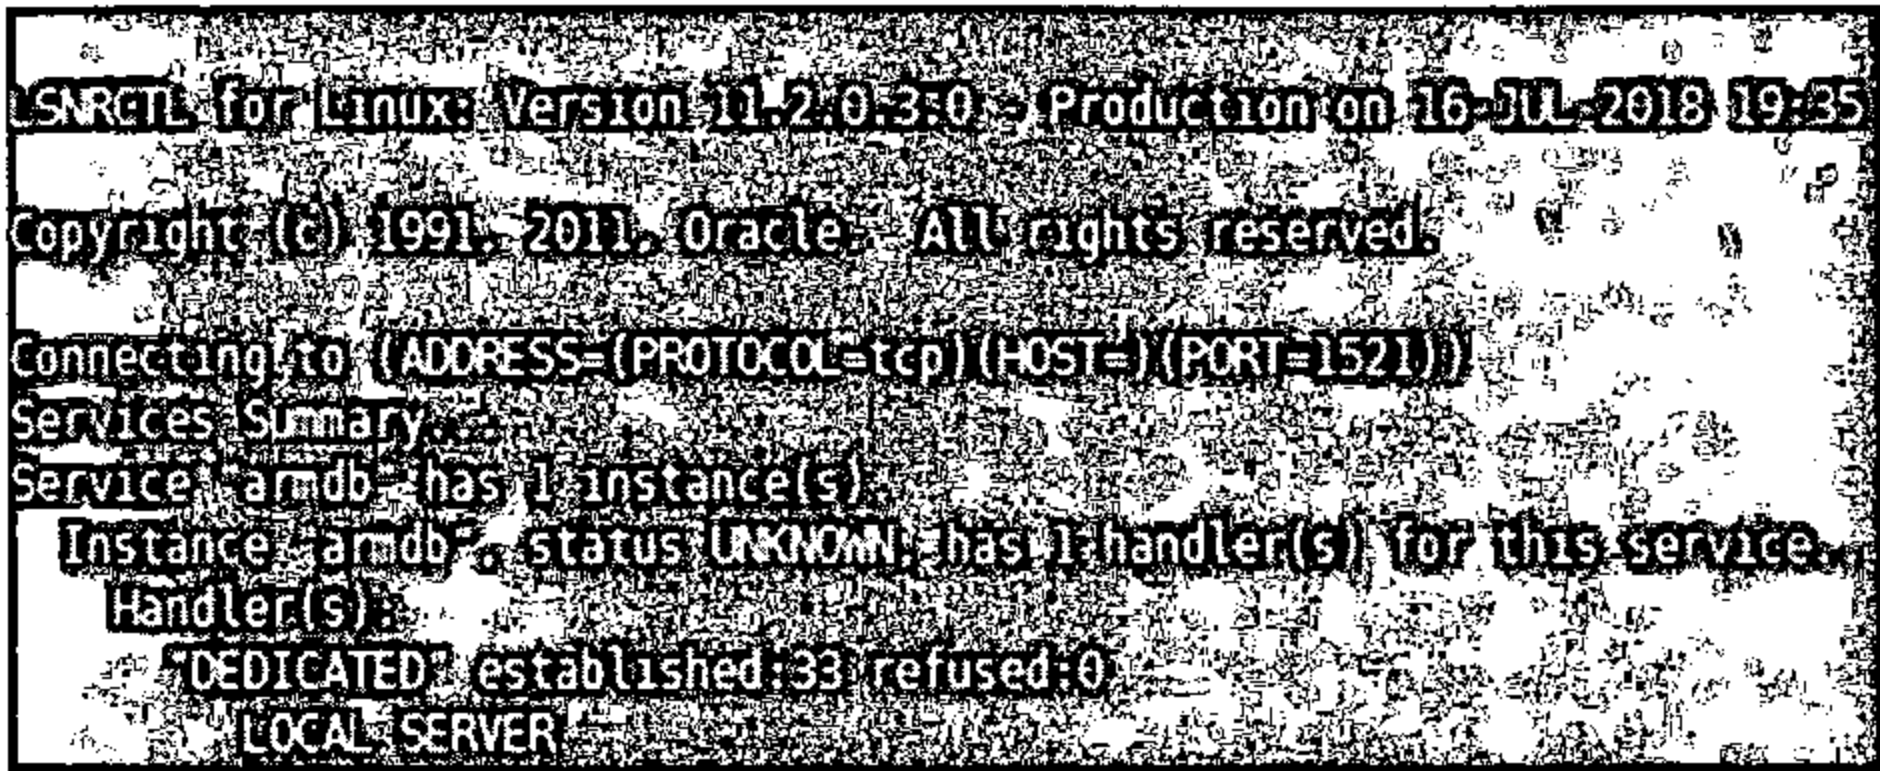 LSNRCTL for Linux: Version 11.2.0.3.0 - Production on 16-JUL-2018 19:35
Copyright (c) 1991, 2011, Oracle.  All rights reserved.
Connecting to (ADDRESS=(PROTOCOL=tcp)(HOST=)(PORT=1521))
Services Summary...
Service "armdb" has 1 instance(s).
  Instance "armdb", status UNKNOWN, has 1 handler(s) for this service...
    Handler(s):
      "DEDICATED" established:33 refused:0
         LOCAL SERVER